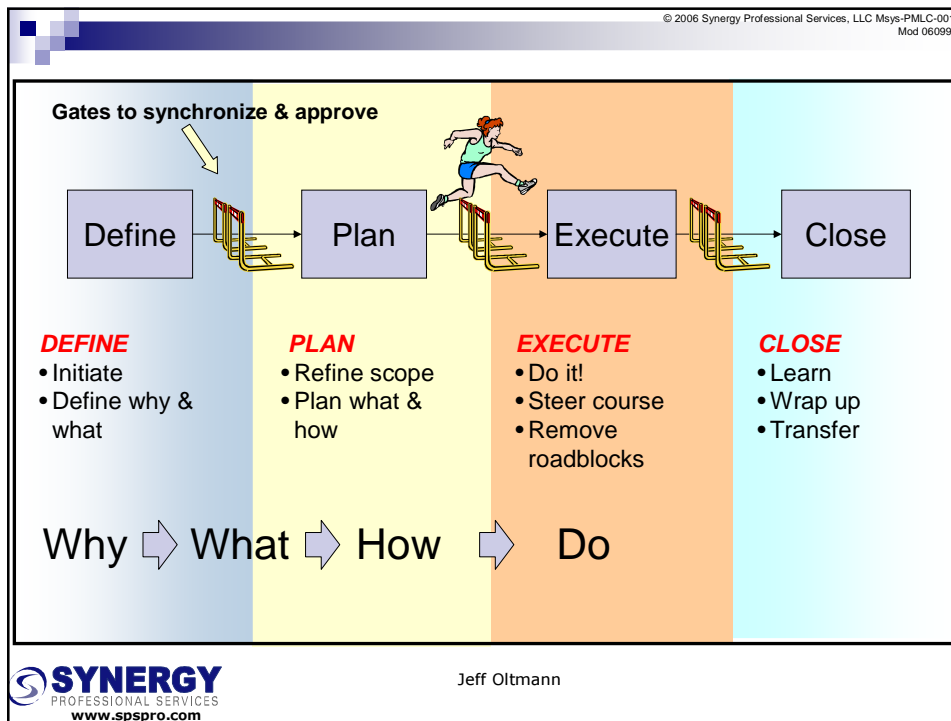 © 2006 Synergy Professional Services, LLC Msys-PMLC-001
Mod 06099
Gates to synchronize & approve
Define
Plan
Execute
Close
DEFINE
• Initiate
• Define why &
what
PLAN
• Refine scope
• Plan what &
how
EXECUTE
• Do it!
• Steer course
• Remove
roadblocks
CLOSE
• Learn
• Wrap up
• Transfer
Why
What
How
Do
SYNERGY
PROFESSIONAL SERVICES
www.spspro.com
Jeff Oltmann